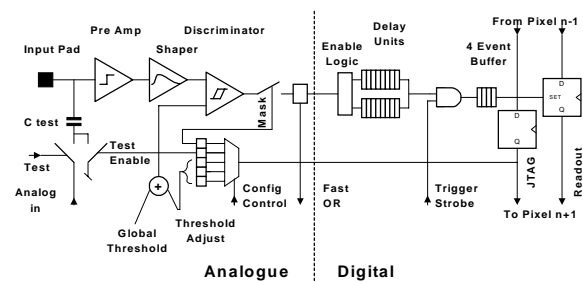 From Pixel n-1
Pre Amp
Discriminator
Delay
Units
Input Pad
Shaper
Enable
Logic
4 Event
Buffer
D
SET
Q
Mask
C test
D
Q
Test
Enable
Test
Analog
in
+
Config
Control
Fast
OR
Trigger
Strobe
JTAG
Readout
Threshold
Adjust
Global
Threshold
To Pixel n+1
Analogue
Digital